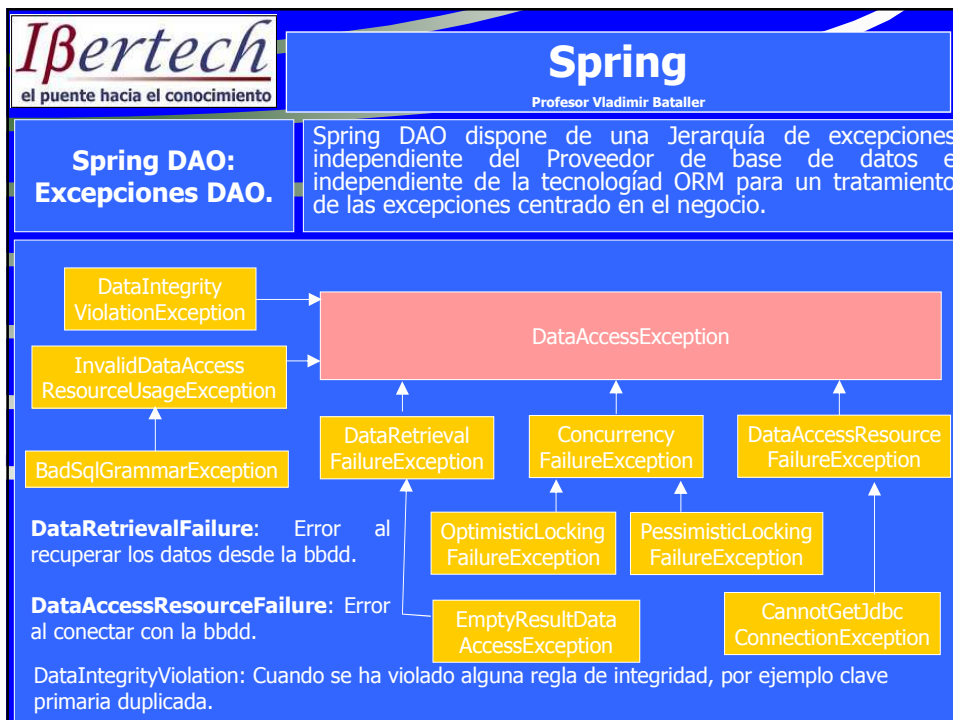 Iβertech
el puente hacia el conocimiento
Spring
Profesor Vladimir Bataller
Spring DAO:
Excepciones DAO.
Spring DAO dispone de una Jerarquía de excepciones
independiente del Proveedor de base de datos e
independiente de la tecnologíad ORM para un tratamiento
de las excepciones centrado en el negocio.
DataIntegrity
ViolationException
DataAccessException
InvalidDataAccess
ResourceUsageException
BadSqlGrammarException
DataRetrieval
FailureException
Concurrency
FailureException
DataAccessResource
FailureException
OptimisticLocking
FailureException
PessimisticLocking
FailureException
EmptyResultData
AccessException
CannotGetJdbc
ConnectionException
DataRetrievalFailure: Error al
recuperar los datos desde la bbdd.
DataAccessResourceFailure: Error
al conectar con la bbdd.
DataIntegrityViolation: Cuando se ha violado alguna regla de integridad, por ejemplo clave
primaria duplicada.